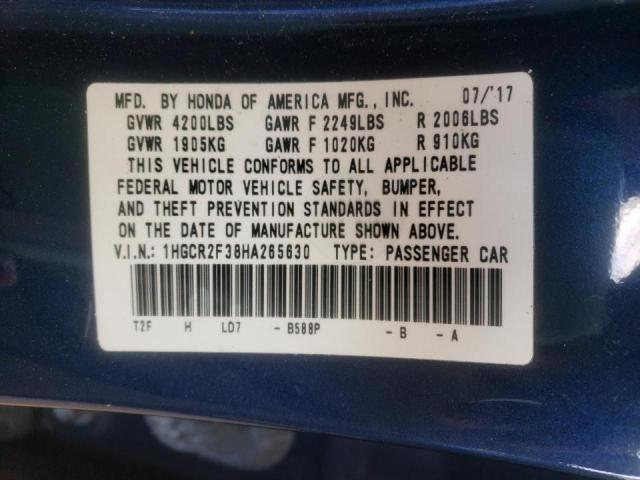 MFD. BY HONDA OF AMERICA MFG., INC. 07/'17
GVWR 4200LBS GAWR F 2249LBS R 2006LBS
GVWR 1905KG GAWR F 1020KG R 910KG
THIS VEHICLE CONFORMS TO ALL APPLICABLE
FEDERAL MOTOR VEHICLE SAFETY, BUMPER,
AND THEFT PREVENTION STANDARDS IN EFFECT
ON THE DATE OF MANUFACTURE SHOWN ABOVE.
V.I.N.: 1HGCR2F38HA265630 TYPE: PASSENGER CAR
T2F H LD7 - B588P - B - A